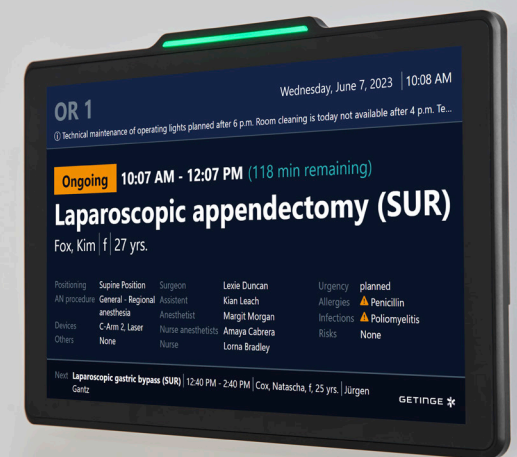 OR 1
Wednesday, June 7, 2023 | 10:08 AM
ⓘ Technical maintenance of operating lights planned after 6 p.m. Room cleaning is today not available after 4 p.m. Te...
Ongoing 10:07 AM - 12:07 PM (118 min remaining)
Laparoscopic appendectomy (SUR)
Fox, Kim | f | 27 yrs.
Positioning Supine Position
AN procedure General - Regional
anesthesia
Devices C-Arm 2, Laser
Others None
Surgeon Lexie Duncan
Assistent Kian Leach
Anesthetist Margit Morgan
Nurse anesthetists Amaya Cabrera
Nurse Lorna Bradley
Urgency planned
Allergies ⚠ Penicillin
Infections ⚠ Poliomyelitis
Risks None
Next Laparoscopic gastric bypass (SUR) | 12:40 PM - 2:40 PM | Cox, Natascha, f, 25 yrs. | Jürgen
Gantz
GETINGE